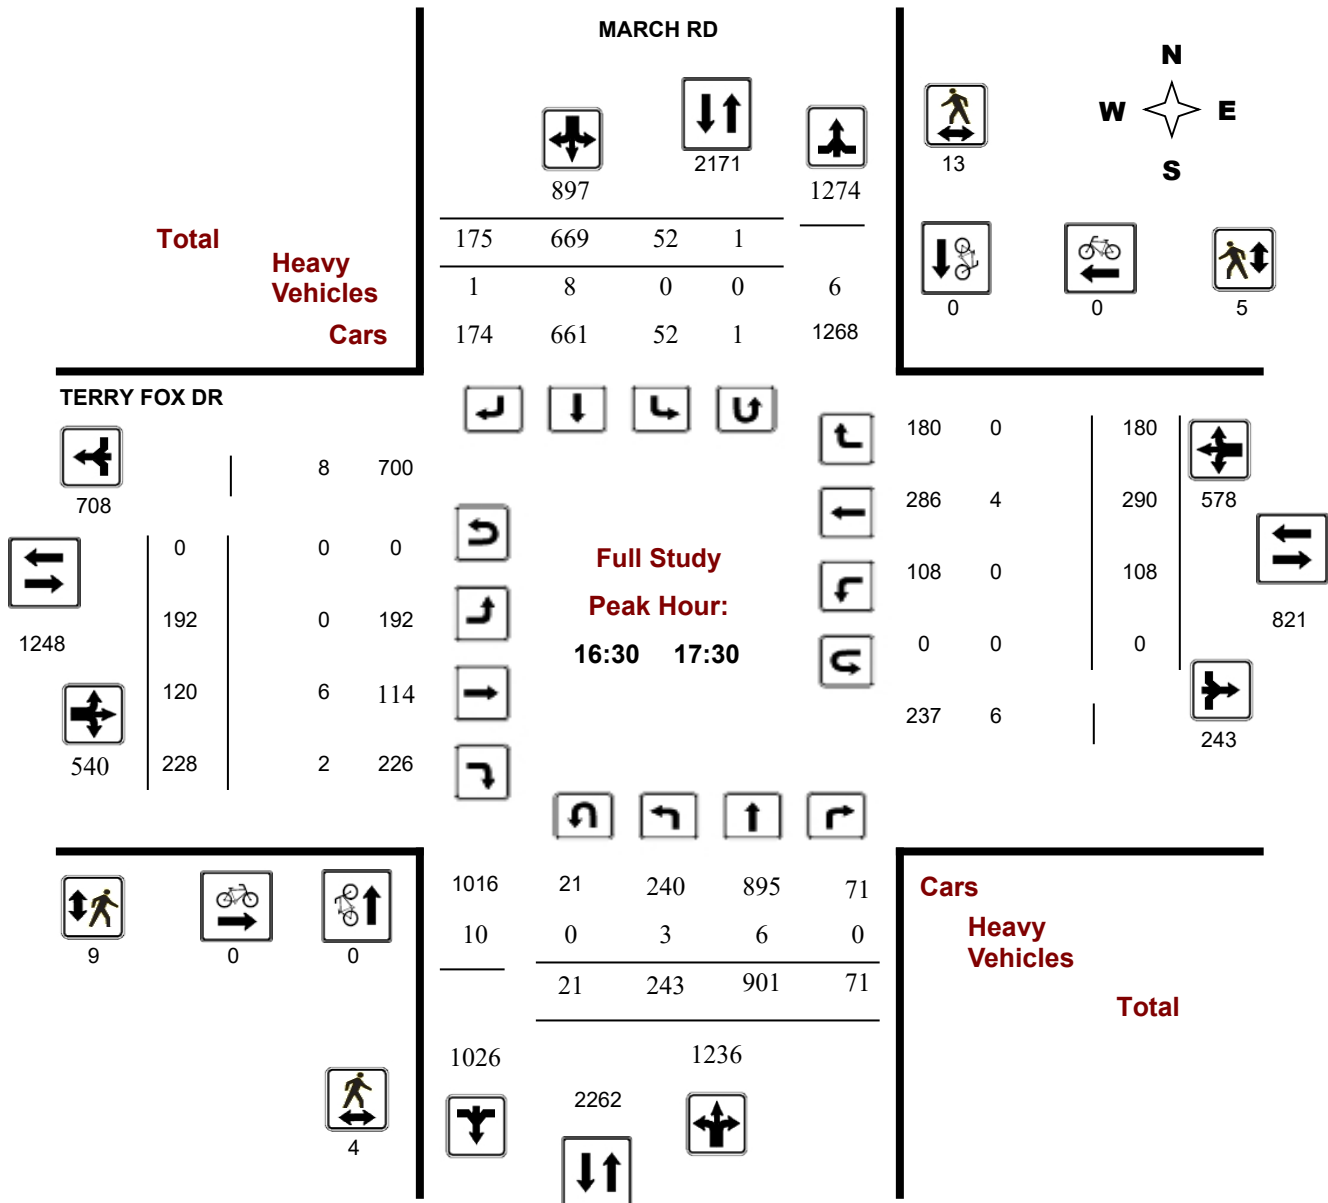 MARCH RD
N
W E
S
2171
13
897
1274
175 669 52 1
Total
Heavy
Vehicles
1 8 0 0 6
Cars
174 661 52 1 1268
0 0 5
TERRY FOX DR
180 0 180
8 700
708
286 4 290 578
0 0 0
Full Study
Peak Hour:
108 0 108
192 0 192
821
1248
16:30 17:30
0 0 0
120 6 114
237 6
243
540 228 2 226
1016 21 240 895 71
Cars
10 0 3 6 0
Heavy
Vehicles
9 0 0
21 243 901 71
Total
1026 1236
2262
4